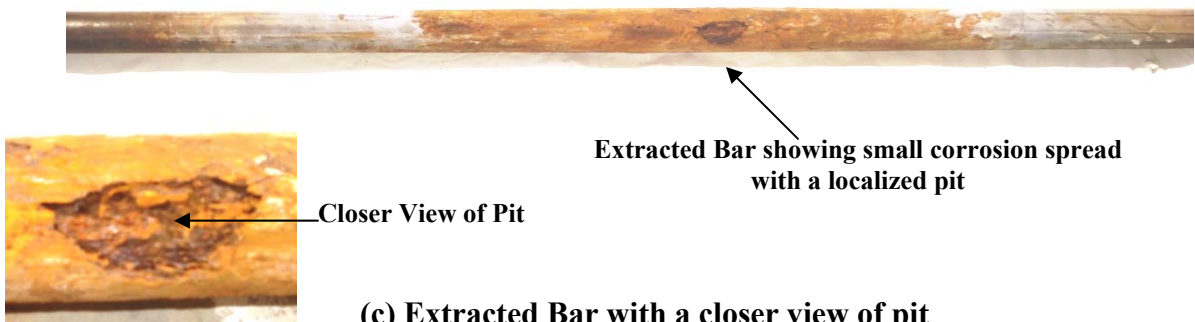 Extracted Bar showing small corrosion spread
with a localized pit
Closer View of Pit
(c) Extracted Bar with a closer view of pit